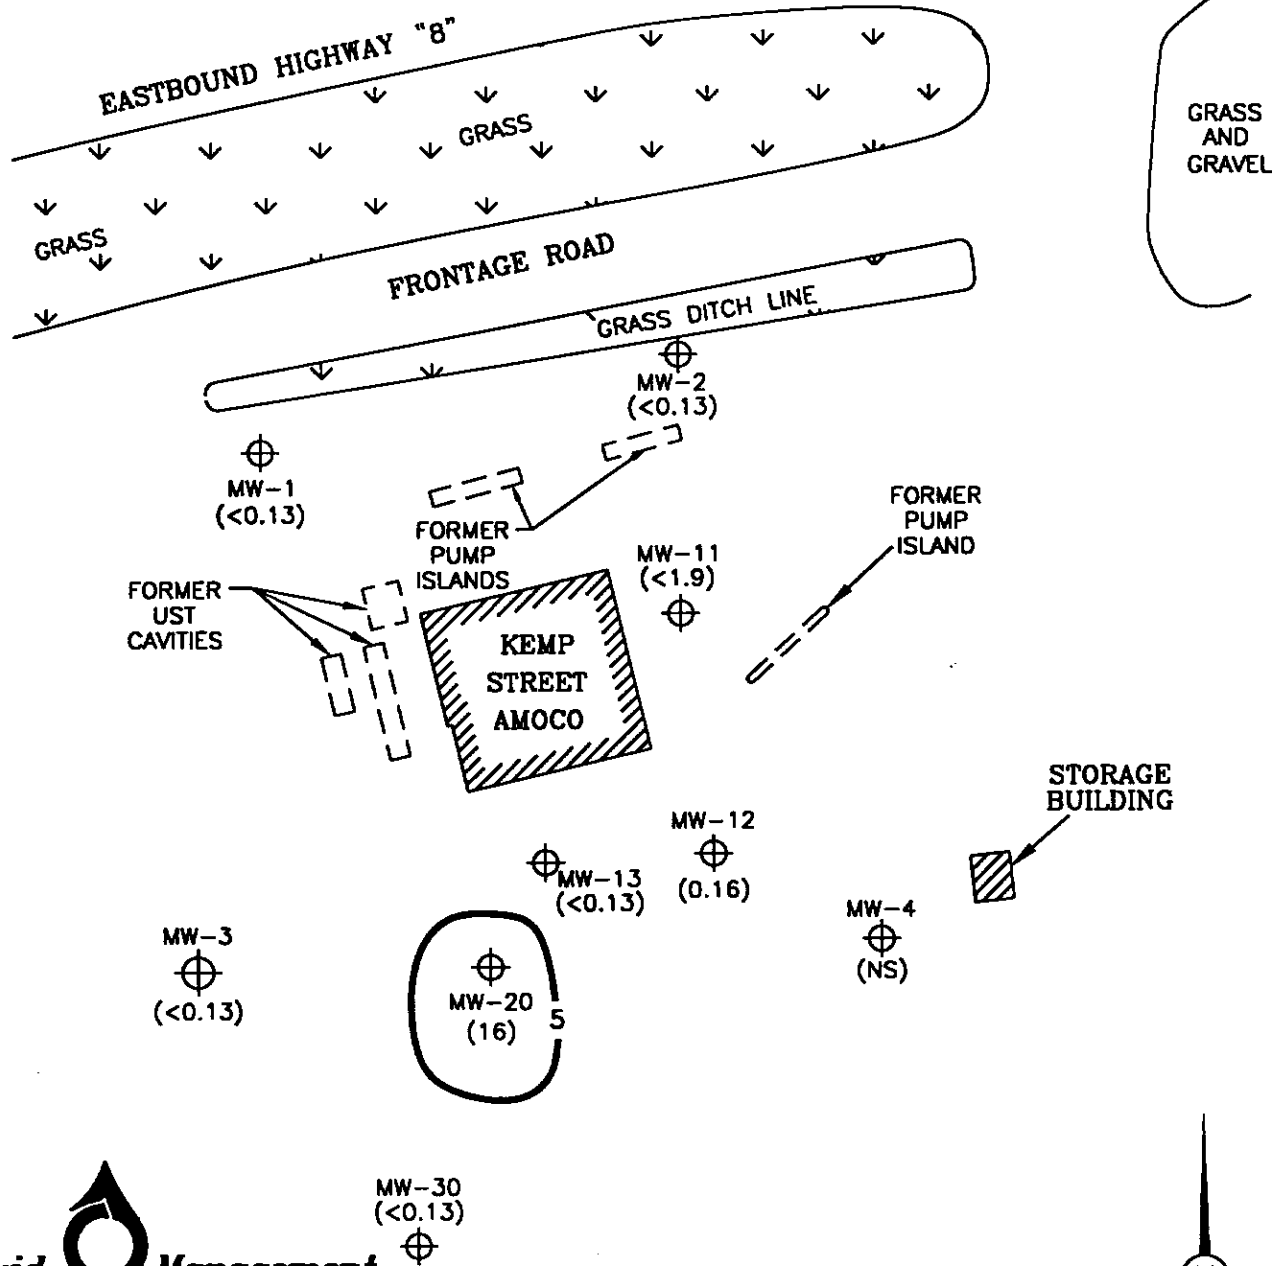 EASTBOUND HIGHWAY "8"
GRASS
GRASS
AND
GRAVEL
GRASS
FRONTAGE ROAD
GRASS DITCH LINE
MW-2
(<0.13)
MW-1
(<0.13)
FORMER
PUMP
ISLANDS
FORMER
PUMP
ISLAND
MW-11
(<1.9)
FORMER
UST
CAVITIES
KEMP
STREET
AMOCO
STORAGE
BUILDING
MW-12
(0.16)
MW-13
(<0.13)
MW-4
(NS)
MW-3
(<0.13)
MW-20
(16)
5
MW-30
(<0.13)
Management